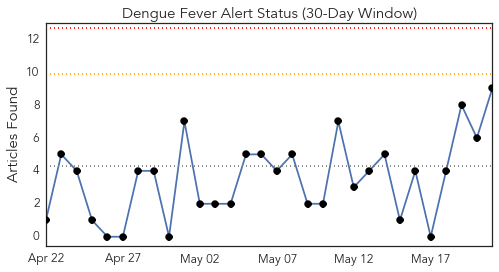 Dengue Fever Alert Status (30-Day Window)
Articles Found
12
10
8
6
4
2
0
Apr 22 Apr 27 May 02 May 07 May 12 May 17